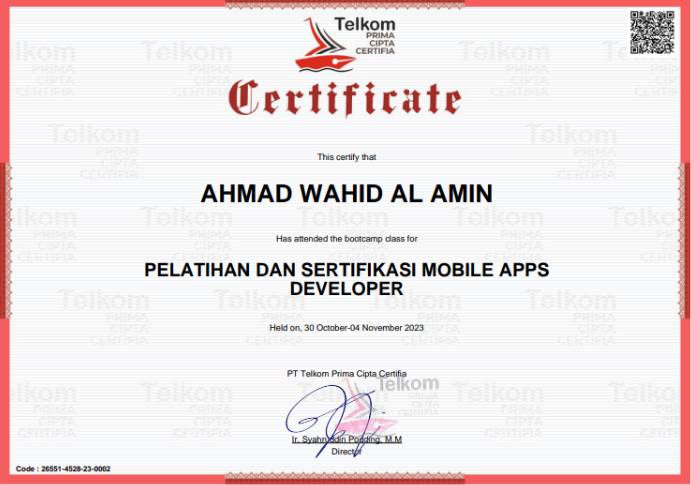 Telkom
PRIMA
CIPTA
CERTIFIA
Certificate
This certify that
AHMAD WAHID AL AMIN
Has attended the bootcamp class for
PELATIHAN DAN SERTIFIKASI MOBILE APPS
DEVELOPER
Held on, 30 October-04 November 2023
PT Telkom Prima Cipta Certifia
Telkom
PRIMA
CIPTA
CERTIFIA
Ir. Syahruddin Podding, M.M
Director
Code : 26551-4528-23-0002